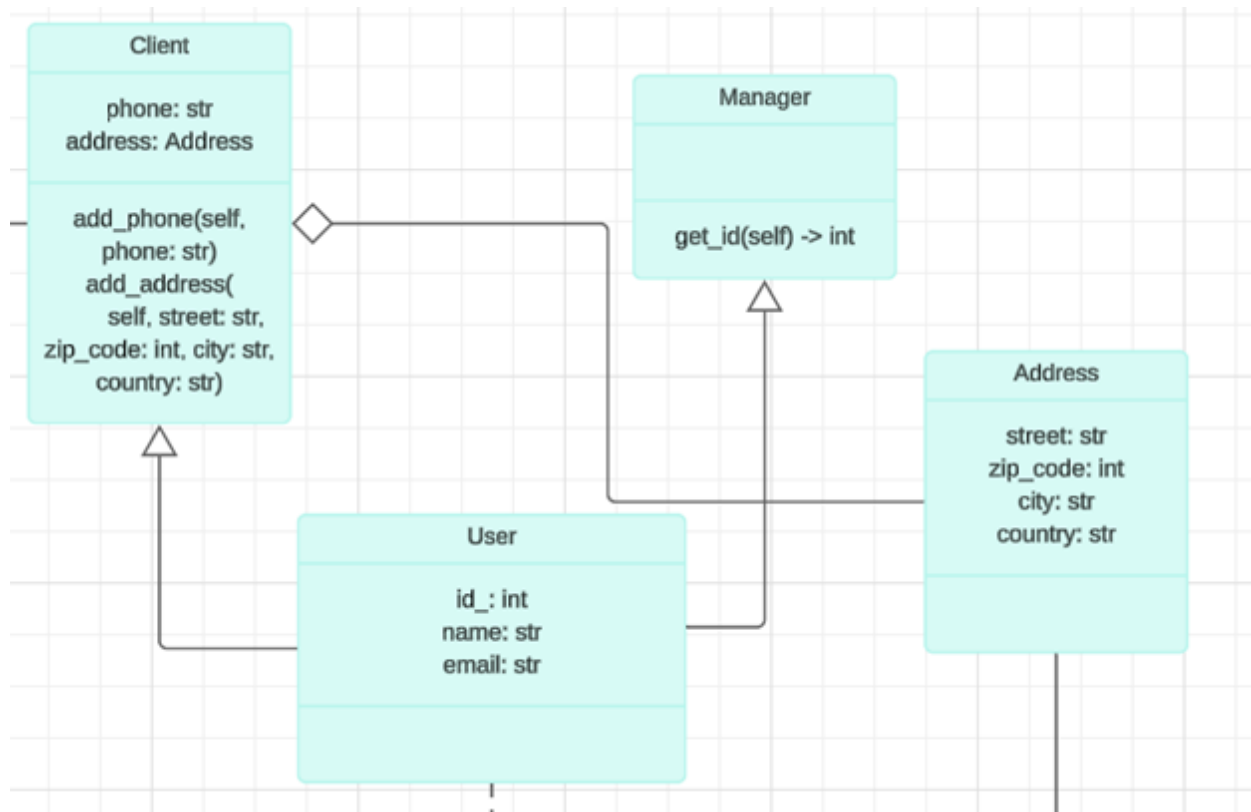 Client
phone: str
address: Address
add_phone(self,
phone: str)
add_address(
self, street: str,
zip_code: int, city: str,
country: str)
Manager
get_id(self) -> int
Address
street: str
zip_code: int
city: str
country: str
User
id_: int
name: str
email: str